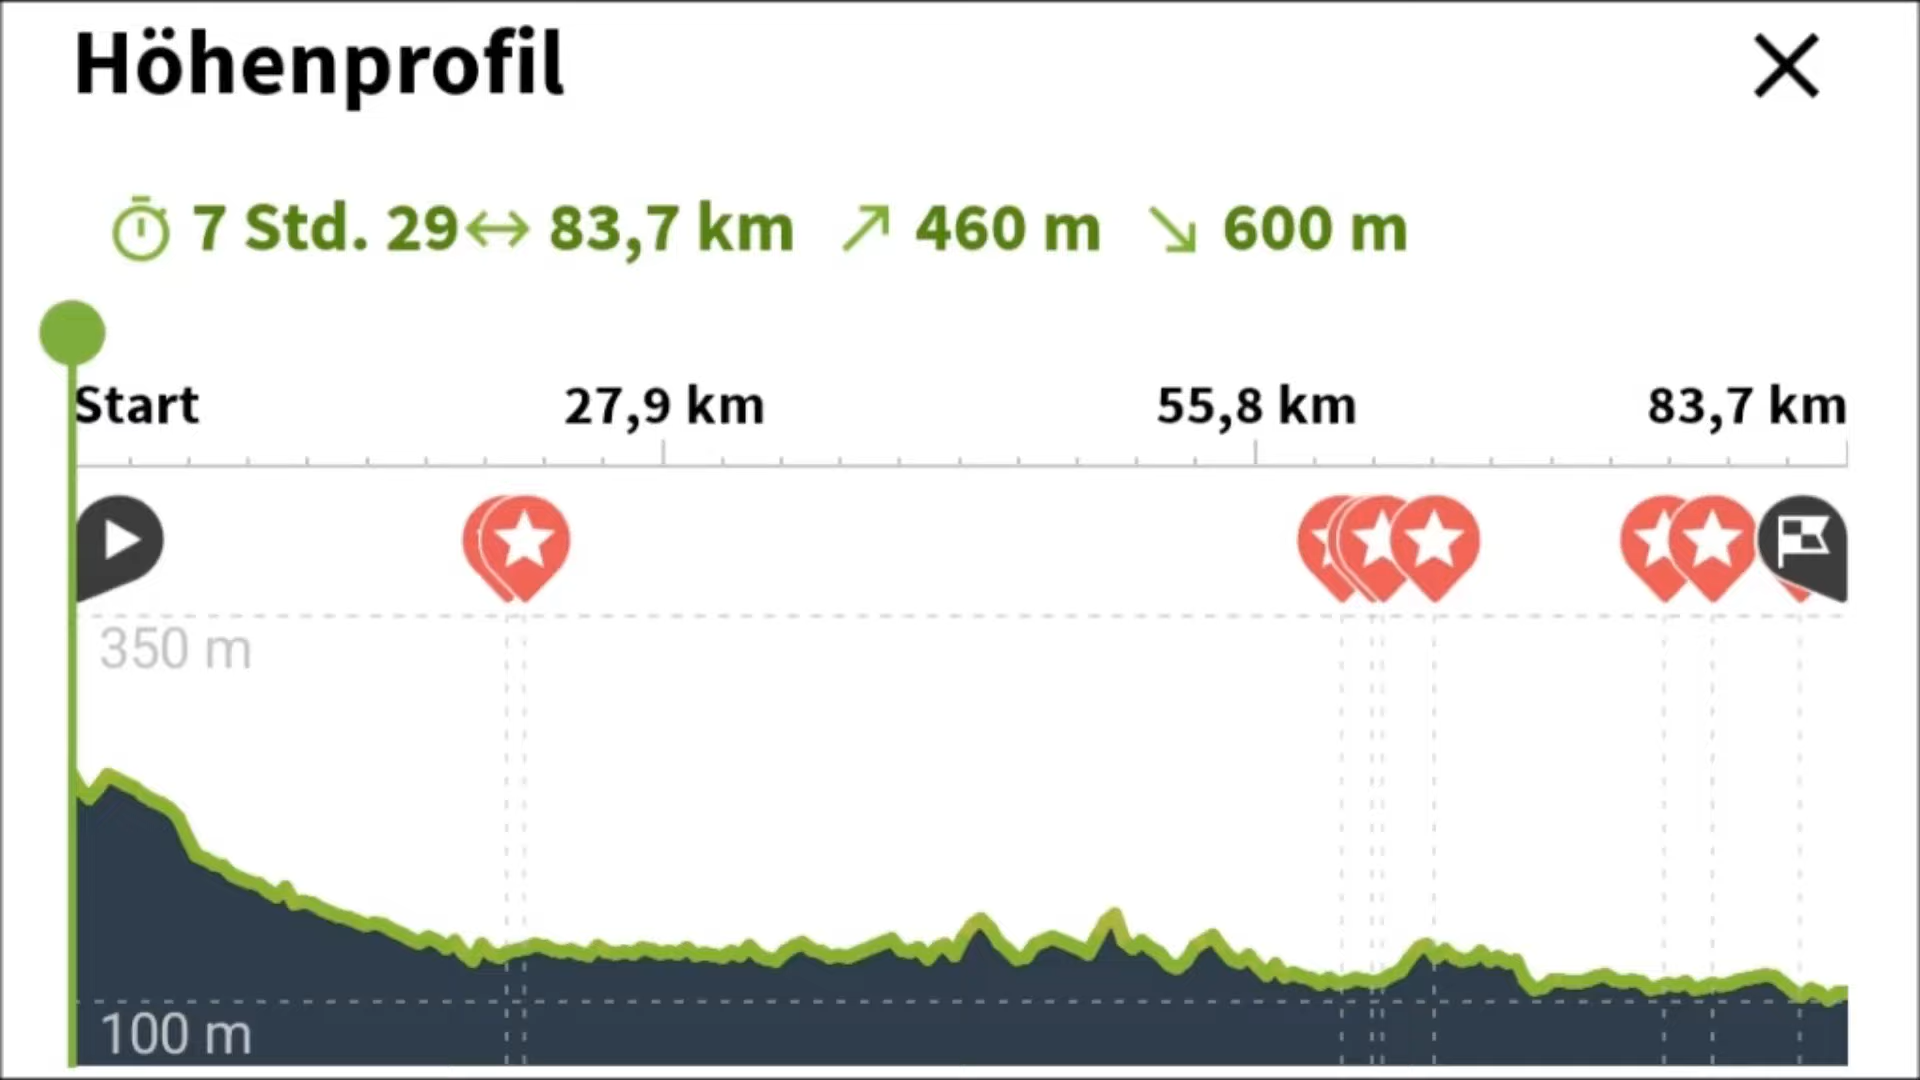 Höhenprofil
7 Std. 29 83,7 km 460 m 600 m
Start 27,9 km 55,8 km 83,7 km
350 m
100 m